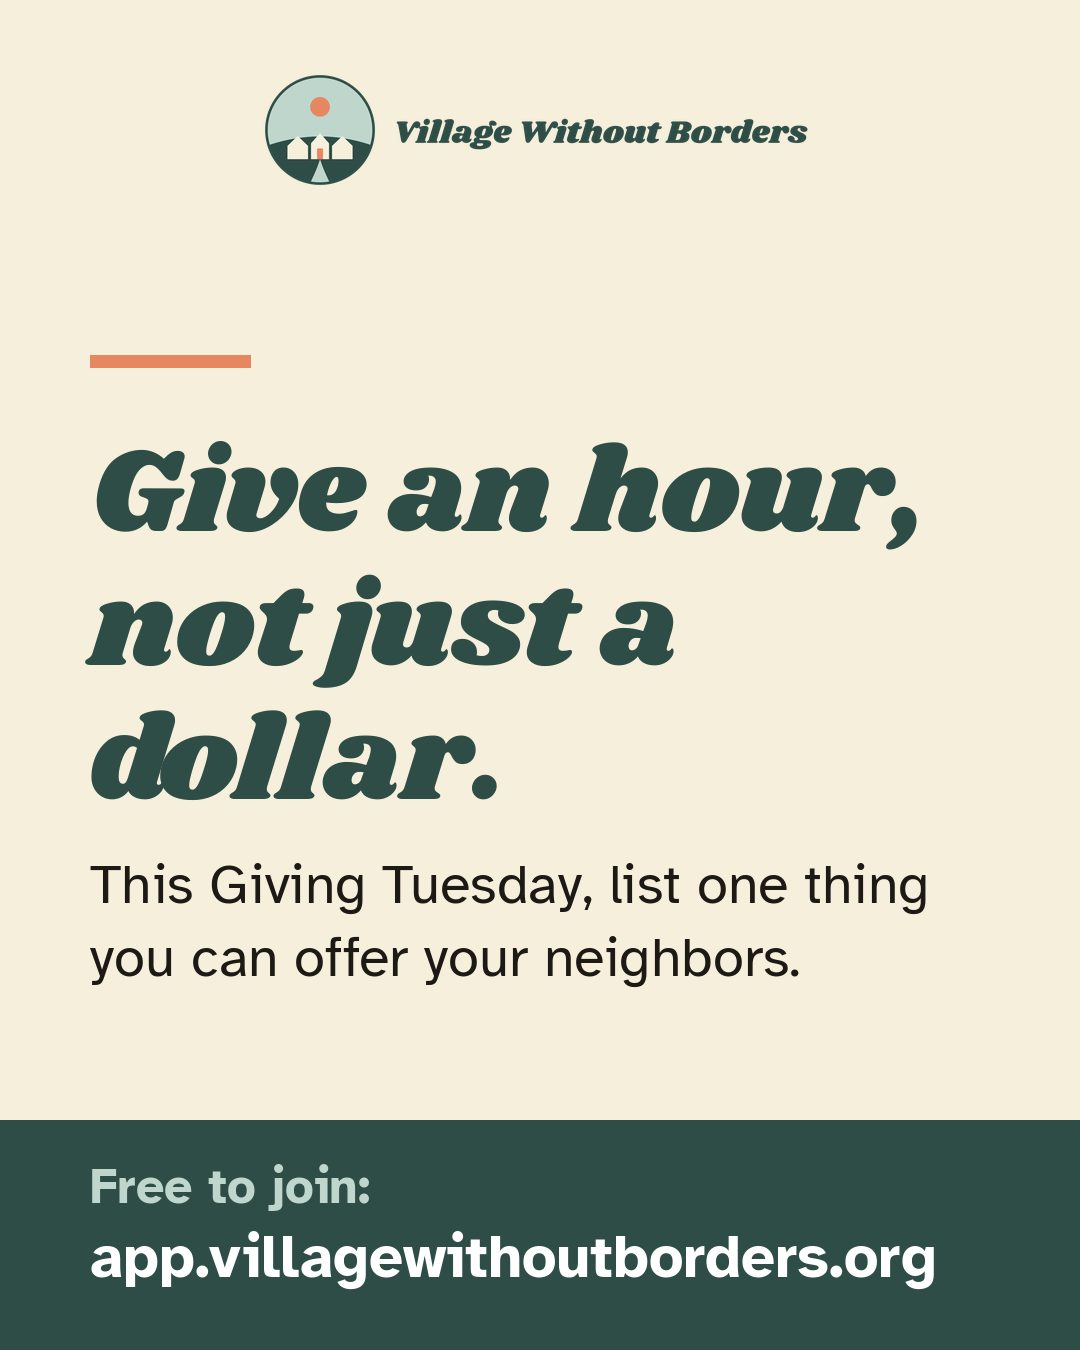 Village Without Borders
Give an hour,
not just a
dollar.
This Giving Tuesday, list one thing
you can offer your neighbors.
Free to join:
app.villagewithoutborders.org